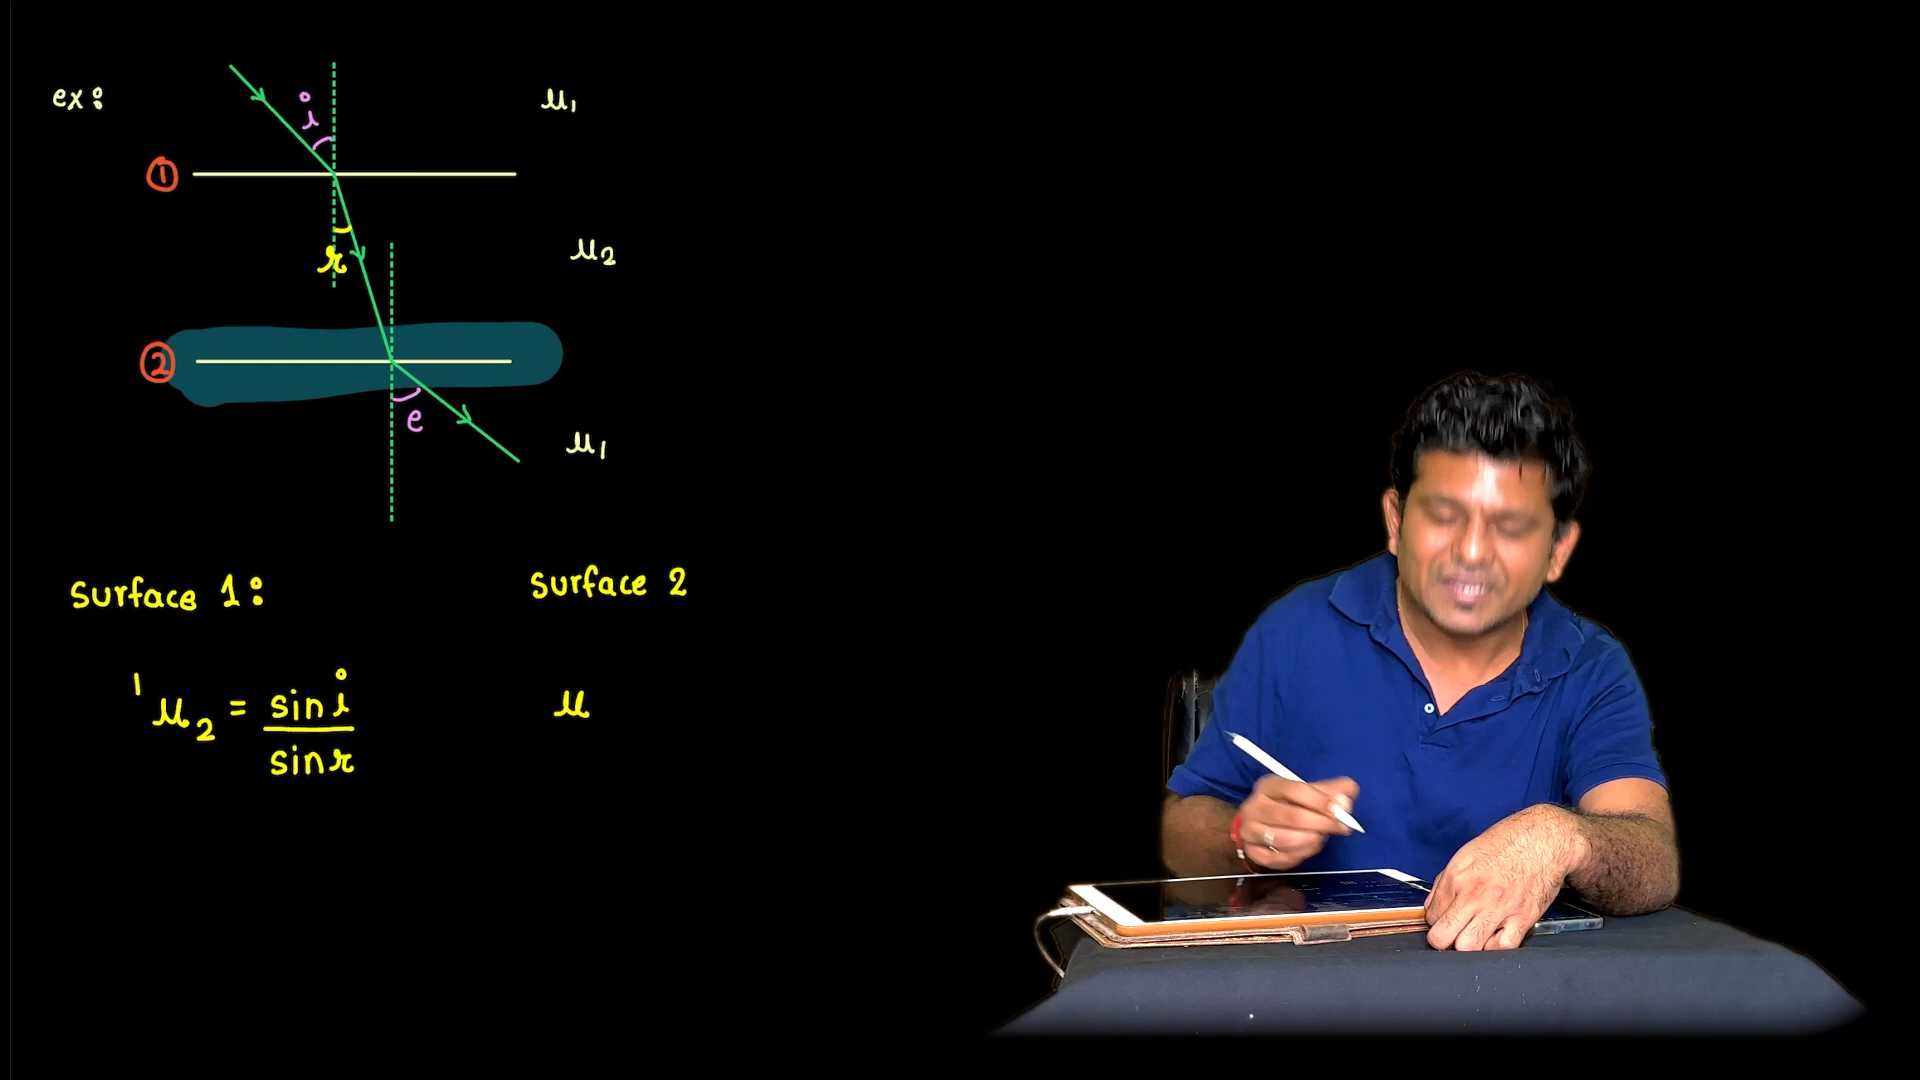 ex:
i
μ₁
①
r
μ₂
②
e
μ₁
Surface 1:
Surface 2
¹μ₂ = sin i / sin r
μ